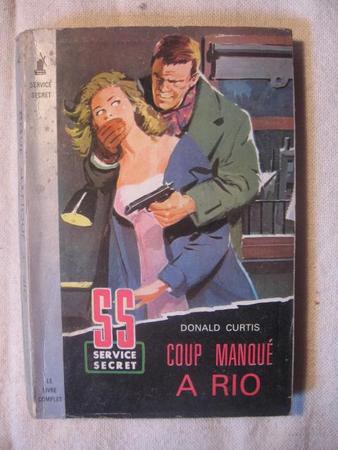 SERVICE
SECRET
SS
SERVICE
SECRET
DONALD CURTIS
COUP MANQUÉ
A RIO
LE
LIVRE
COMPLET